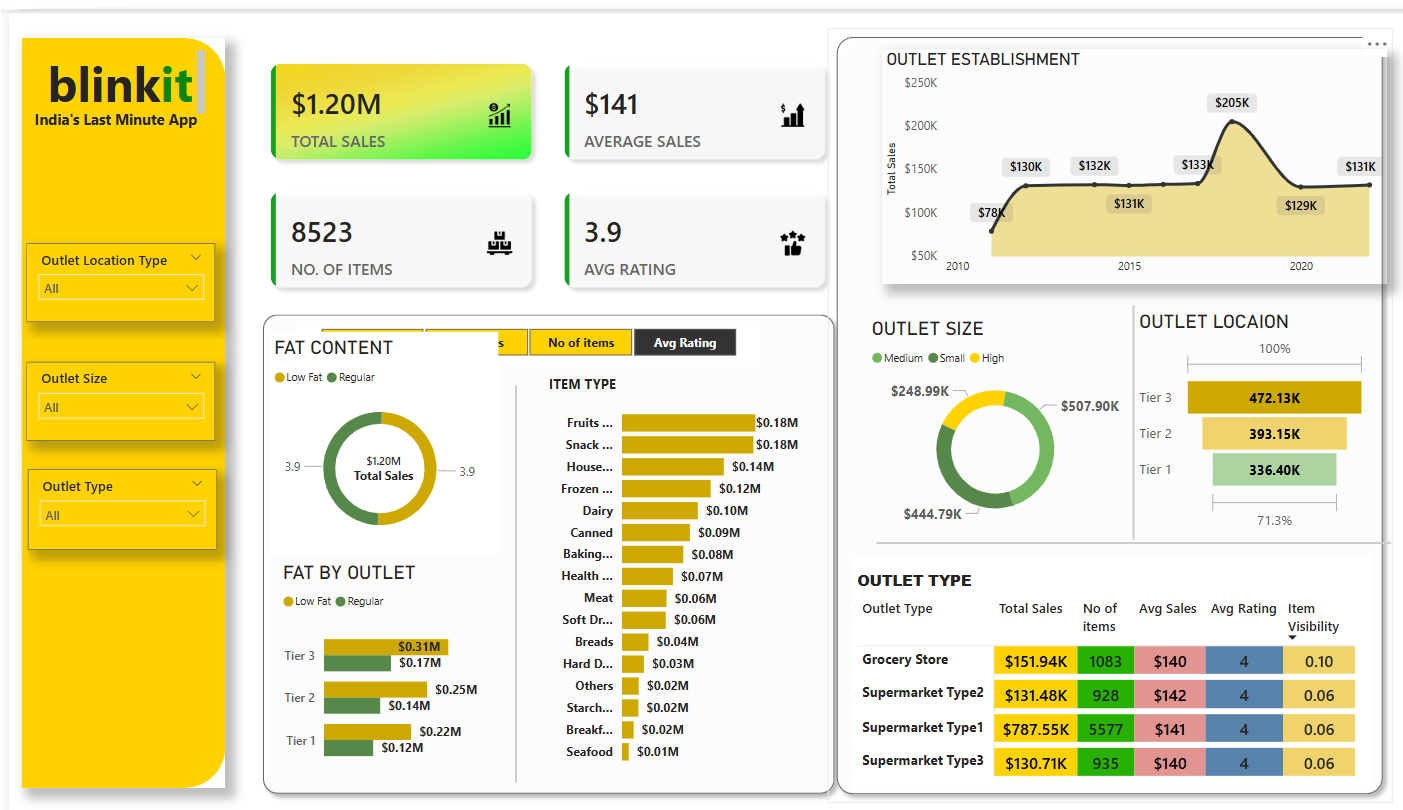 blinkit
India's Last Minute App
Outlet Location Type
All
Outlet Size
All
Outlet Type
All
$1.20M
TOTAL SALES
$141
AVERAGE SALES
8523
NO. OF ITEMS
3.9
AVG RATING
OUTLET ESTABLISHMENT
Total Sales
$250K
$200K
$150K
$100K
$50K
$78K
$130K
$132K
$131K
$133K
$205K
$129K
$131K
2010
2015
2020
s
No of items
Avg Rating
FAT CONTENT
Low Fat
Regular
3.9
$1.20M
Total Sales
3.9
FAT BY OUTLET
Low Fat
Regular
Tier 3
$0.31M
$0.17M
Tier 2
$0.25M
$0.14M
Tier 1
$0.22M
$0.12M
ITEM TYPE
Fruits ... $0.18M
Snack ... $0.18M
House... $0.14M
Frozen ... $0.12M
Dairy $0.10M
Canned $0.09M
Baking... $0.08M
Health ... $0.07M
Meat $0.06M
Soft Dr... $0.06M
Breads $0.04M
Hard D... $0.03M
Others $0.02M
Starch... $0.02M
Breakf... $0.02M
Seafood $0.01M
OUTLET SIZE
Medium Small High
$248.99K
$507.90K
$444.79K
OUTLET LOCAION
100%
Tier 3 472.13K
Tier 2 393.15K
Tier 1 336.40K
71.3%
OUTLET TYPE
Outlet Type Total Sales No of items Avg Sales Avg Rating Item Visibility
Grocery Store $151.94K 1083 $140 4 0.10
Supermarket Type2 $131.48K 928 $142 4 0.06
Supermarket Type1 $787.55K 5577 $141 4 0.06
Supermarket Type3 $130.71K 935 $140 4 0.06